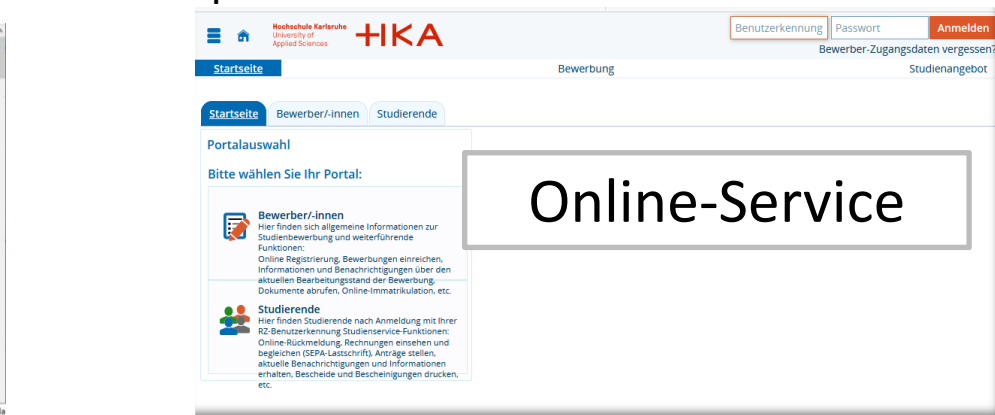 Hochschule Karlsruhe
University of
Applied Sciences
HKA
Benutzerkennung
Passwort
Anmelden
Bewerber-Zugangsdaten vergessen?
Startseite
Bewerbung
Studienangebot
Startseite
Bewerber/-innen
Studierende
Portalauswahl
Bitte wählen Sie Ihr Portal:
Bewerber/-innen
Hier finden sich allgemeine Informationen zur
Studienbewerbung und weiterführende
Funktionen:
Online Registrierung, Bewerbungen einreichen,
Informationen und Benachrichtigungen über den
aktuellen Bearbeitungsstand der Bewerbung,
Dokumente abrufen, Online-Immatrikulation, etc.
Studierende
Hier finden Studierende nach Anmeldung mit Ihrer
RZ-Benutzerkennung Studienservice-Funktionen:
Online-Rückmeldung, Rechnungen einsehen und
begleichen (SEPA-Lastschrift), Anträge stellen,
aktuelle Benachrichtigungen und Informationen
erhalten, Bescheide und Bescheinigungen drucken,
etc.
Online-Service